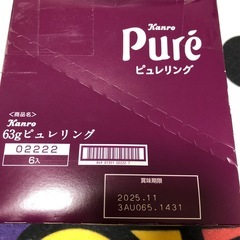 Kanro
Puré
ピュレリング
<商品名>
Kanro
63gピュレリング
02222
6入
賞味期限
2025.11
3AU065.1431